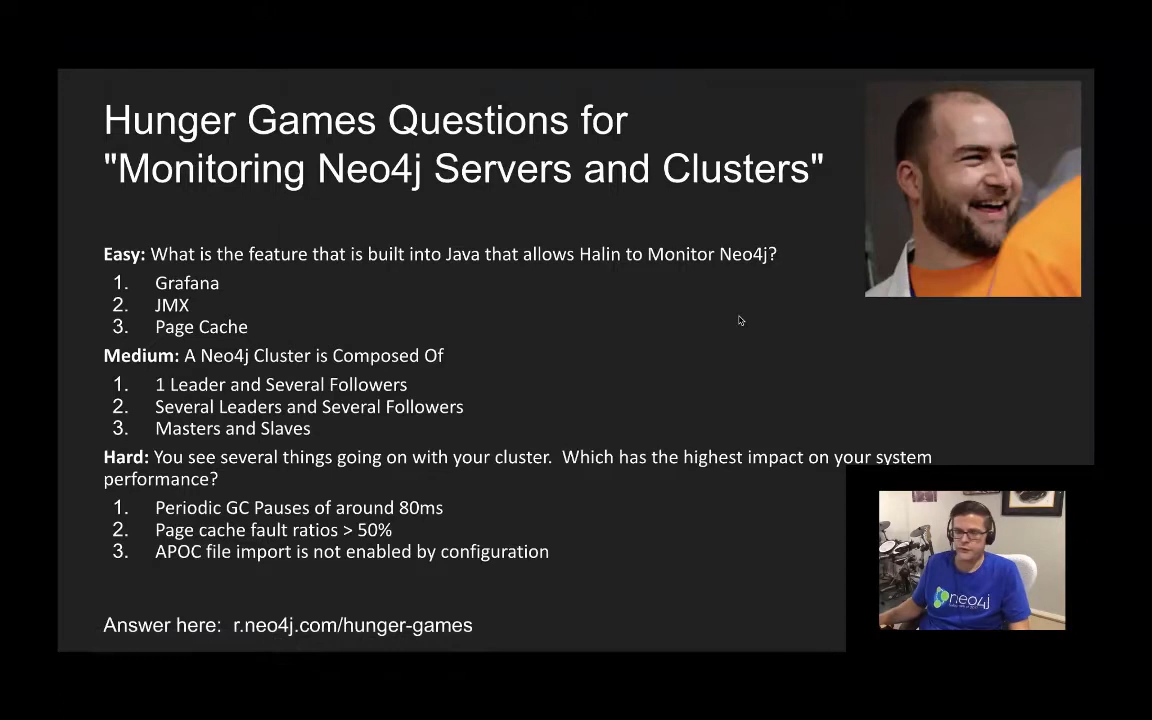 Hunger Games Questions for
"Monitoring Neo4j Servers and Clusters"
Easy: What is the feature that is built into Java that allows Halin to Monitor Neo4j?
1. Grafana
2. JMX
3. Page Cache
Medium: A Neo4j Cluster is Composed Of
1. 1 Leader and Several Followers
2. Several Leaders and Several Followers
3. Masters and Slaves
Hard: You see several things going on with your cluster. Which has the highest impact on your system
performance?
1. Periodic GC Pauses of around 80ms
2. Page cache fault ratios > 50%
3. APOC file import is not enabled by configuration
Answer here: r.neo4j.com/hunger-games
neo4j